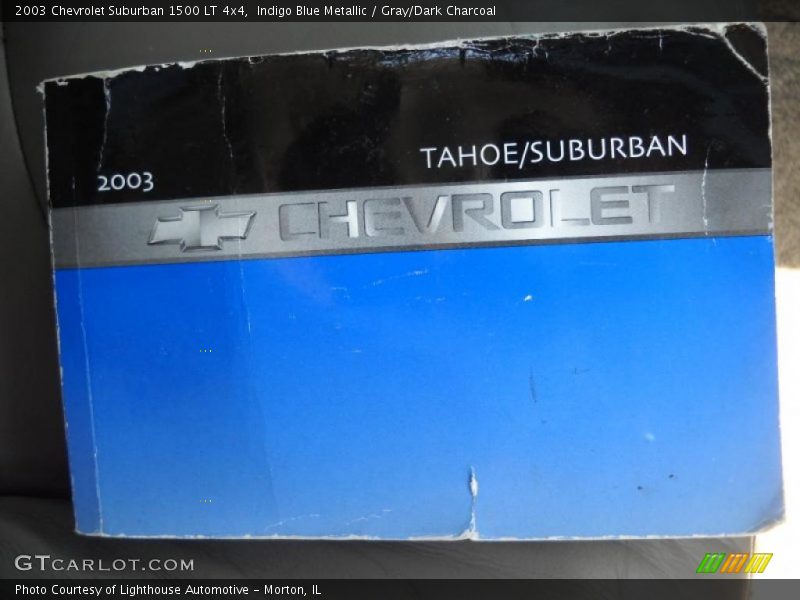 2003 Chevrolet Suburban 1500 LT 4x4,  Indigo Blue Metallic / Gray/Dark Charcoal
TAHOE/SUBURBAN
2003
CHEVROLET
GTCARLOT.COM
Photo Courtesy of Lighthouse Automotive - Morton, IL